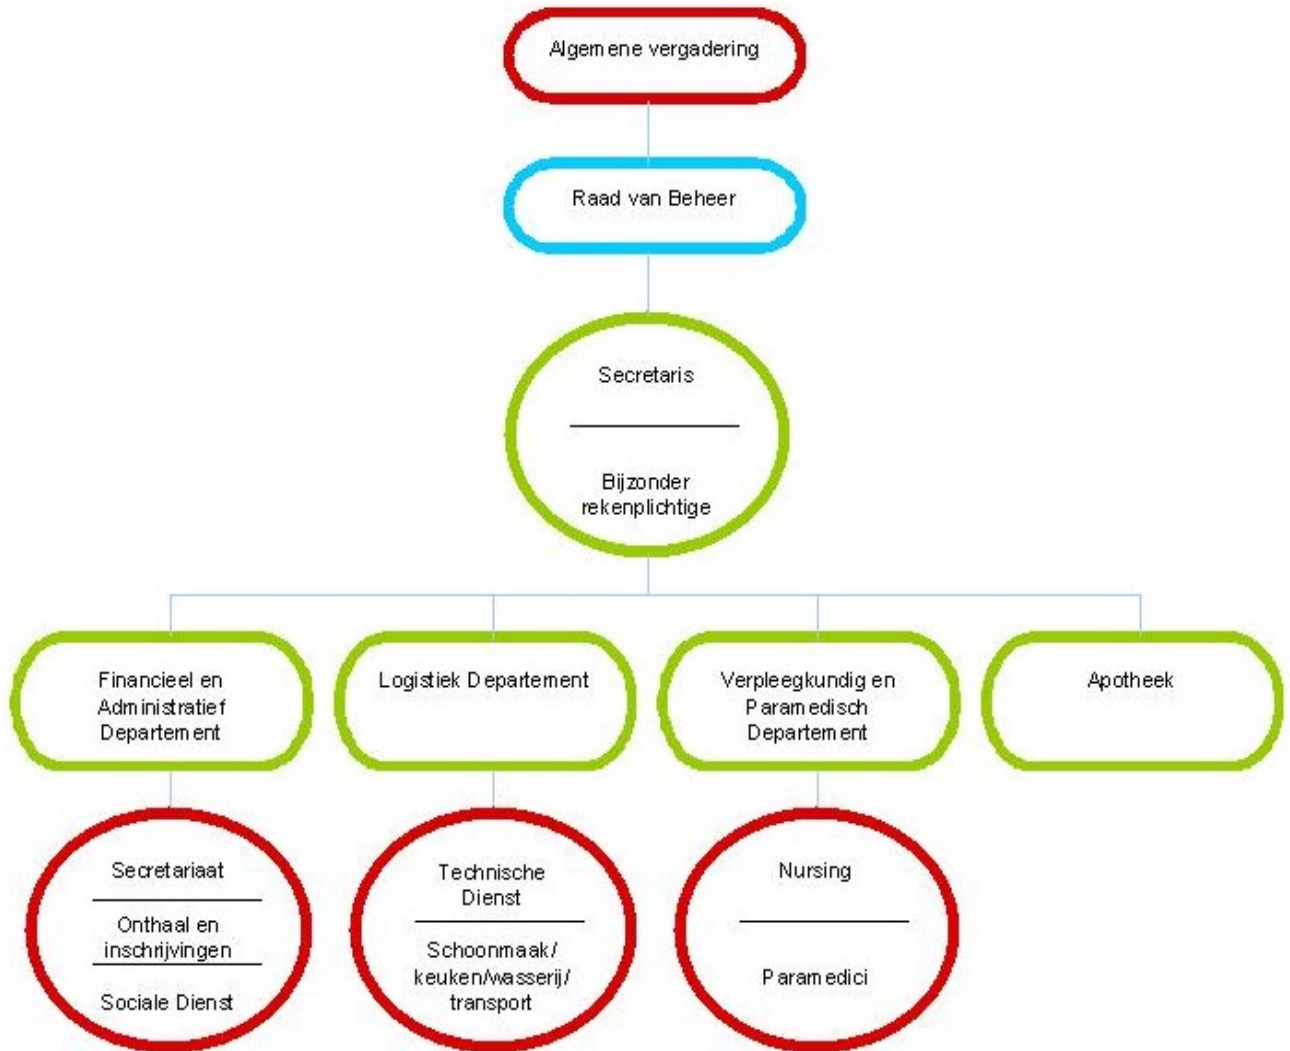 Algemene vergadering
Raad van Beheer
Secretaris
Bijzonder
rekenplichtige
Financieel en
Administratief
Departement
Logistiek Departement
Verpleegkundig en
Paramedisch
Departement
Apotheek
Secretariaat
Onthaal en
inschrijvingen
Sociale Dienst
Technische
Dienst
Schoonmaak/
keuken/wasserij/
transport
Nursing
Paramedici